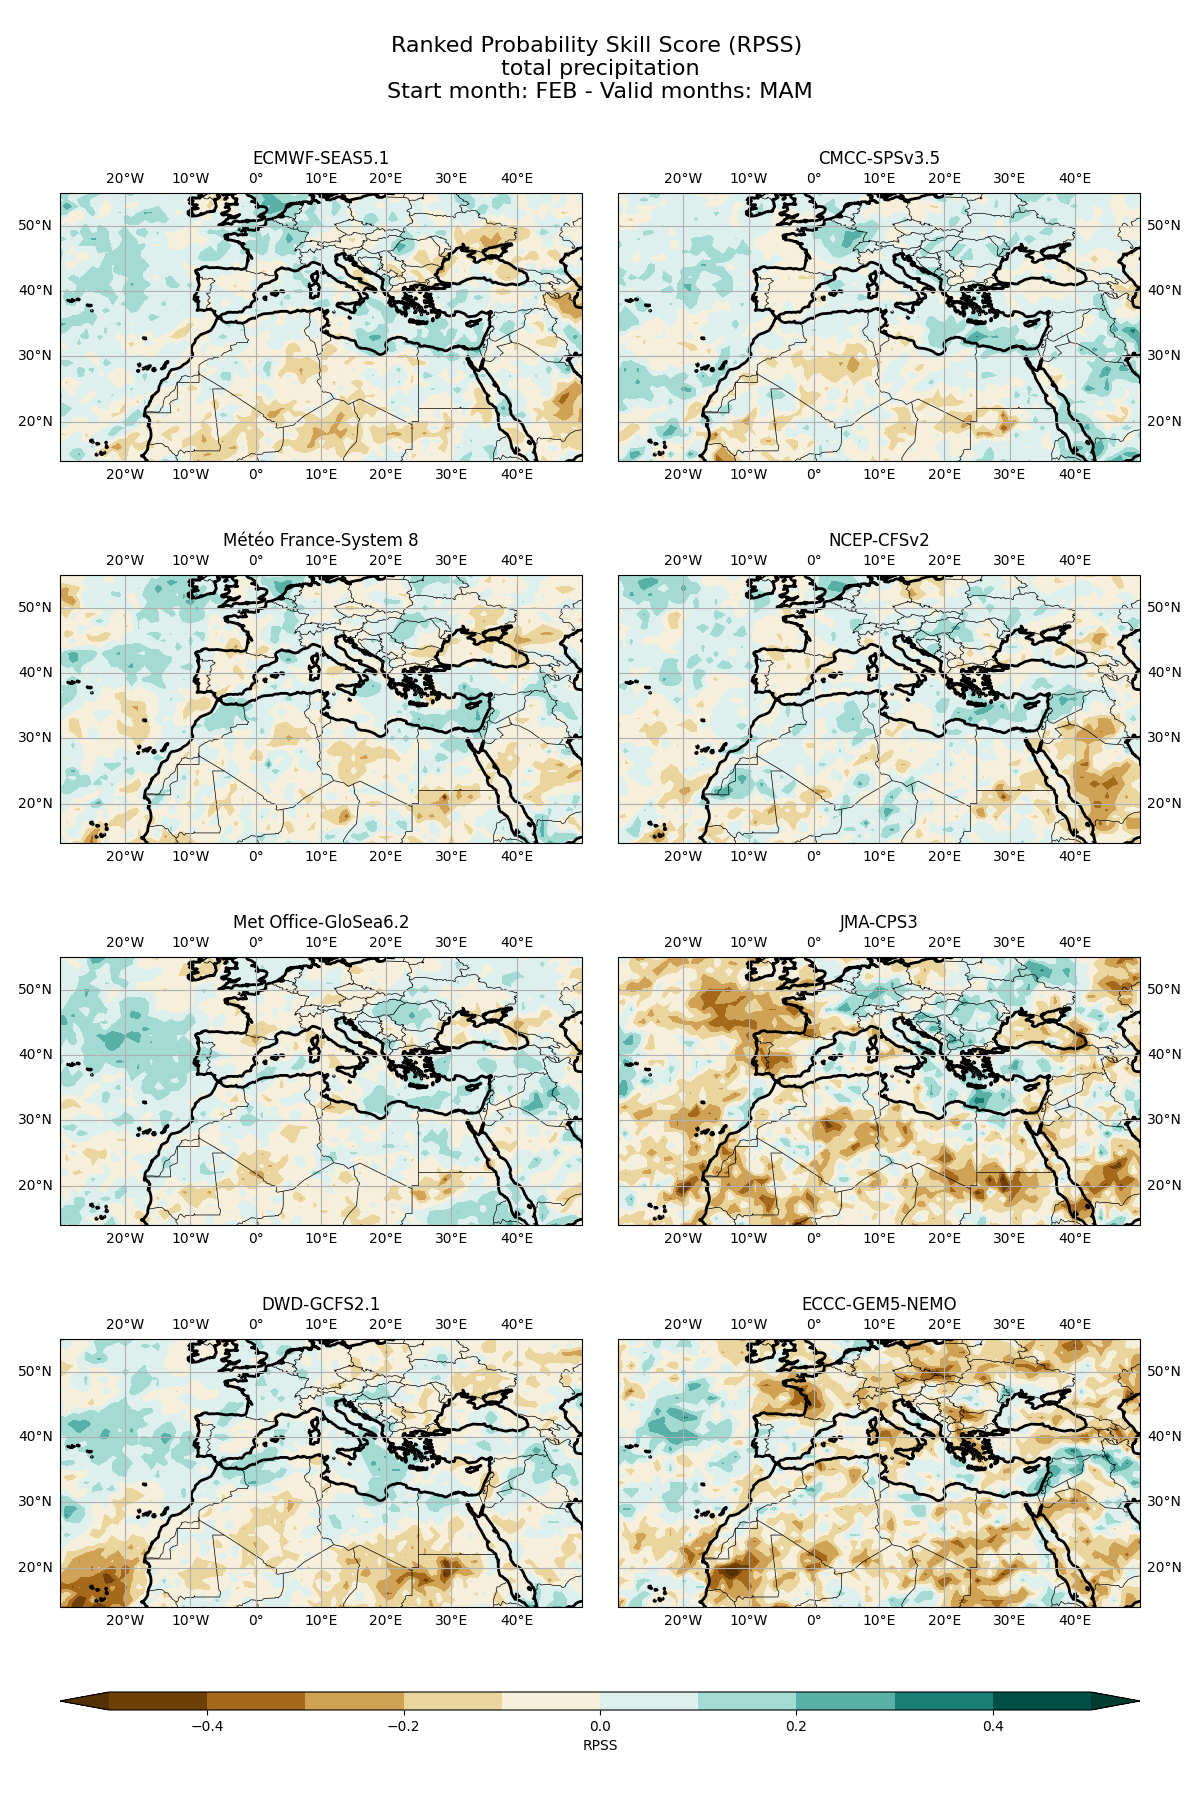 Ranked Probability Skill Score (RPSS)
total precipitation
Start month: FEB - Valid months: MAM
ECMWF-SEAS5.1
20°W 10°W 0° 10°E 20°E 30°E 40°E
50°N
40°N
30°N
20°N
20°W 10°W 0° 10°E 20°E 30°E 40°E
CMCC-SPSv3.5
20°W 10°W 0° 10°E 20°E 30°E 40°E
50°N
40°N
30°N
20°N
20°W 10°W 0° 10°E 20°E 30°E 40°E
Météo France-System 8
20°W 10°W 0° 10°E 20°E 30°E 40°E
50°N
40°N
30°N
20°N
20°W 10°W 0° 10°E 20°E 30°E 40°E
NCEP-CFSv2
20°W 10°W 0° 10°E 20°E 30°E 40°E
50°N
40°N
30°N
20°N
20°W 10°W 0° 10°E 20°E 30°E 40°E
Met Office-GloSea6.2
20°W 10°W 0° 10°E 20°E 30°E 40°E
50°N
40°N
30°N
20°N
20°W 10°W 0° 10°E 20°E 30°E 40°E
JMA-CPS3
20°W 10°W 0° 10°E 20°E 30°E 40°E
50°N
40°N
30°N
20°N
20°W 10°W 0° 10°E 20°E 30°E 40°E
DWD-GCFS2.1
20°W 10°W 0° 10°E 20°E 30°E 40°E
50°N
40°N
30°N
20°N
20°W 10°W 0° 10°E 20°E 30°E 40°E
ECCC-GEM5-NEMO
20°W 10°W 0° 10°E 20°E 30°E 40°E
50°N
40°N
30°N
20°N
20°W 10°W 0° 10°E 20°E 30°E 40°E
−0.4 −0.2 0.0 0.2 0.4
RPSS